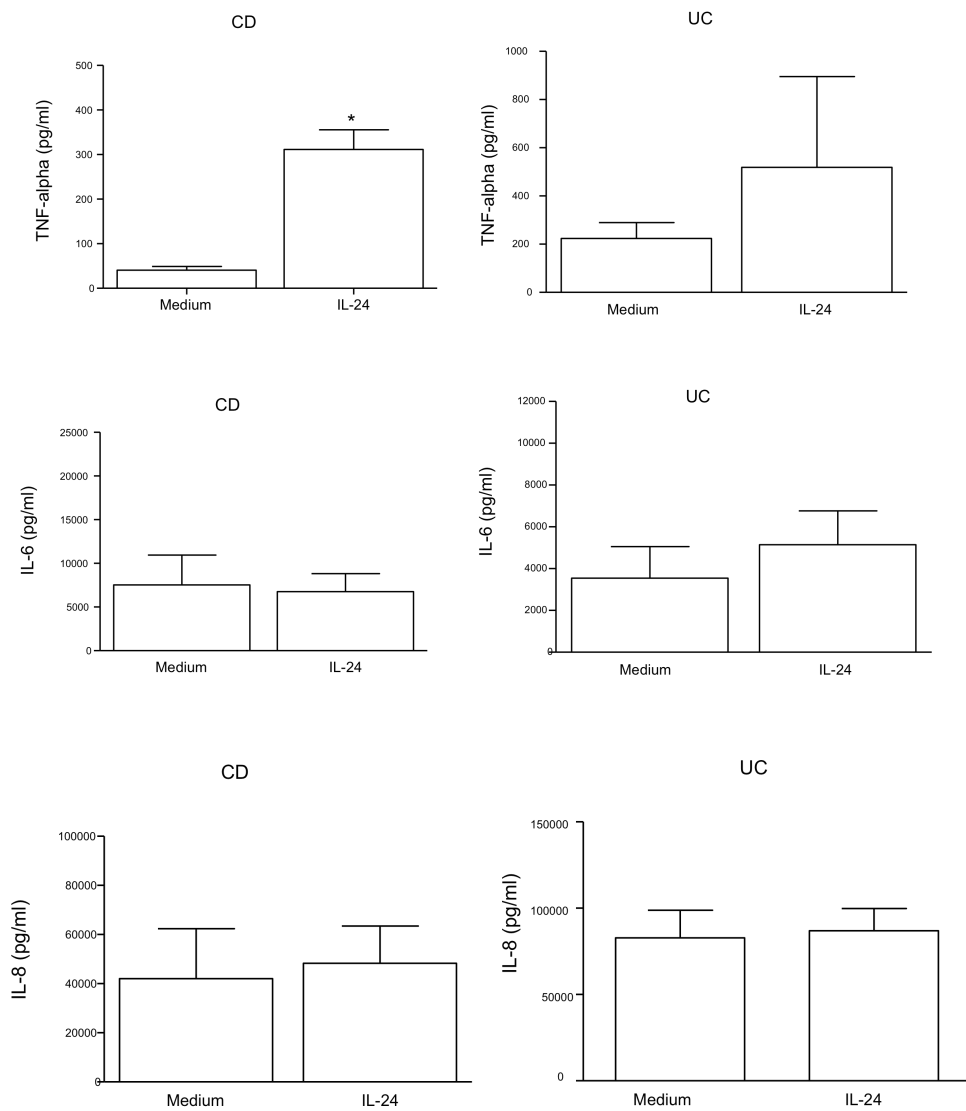 CD
TNF-alpha (pg/ml)
500
400
300
200
100
0
*
Medium IL-24
UC
TNF-alpha (pg/ml)
1000
800
600
400
200
0
Medium IL-24
CD
IL-6 (pg/ml)
25000
20000
15000
10000
5000
0
Medium IL-24
UC
IL-6 (pg/ml)
12000
10000
8000
6000
4000
2000
0
Medium IL-24
CD
IL-8 (pg/ml)
100000
80000
60000
40000
20000
0
Medium IL-24
UC
IL-8 (pg/ml)
150000
100000
50000
0
Medium IL-24